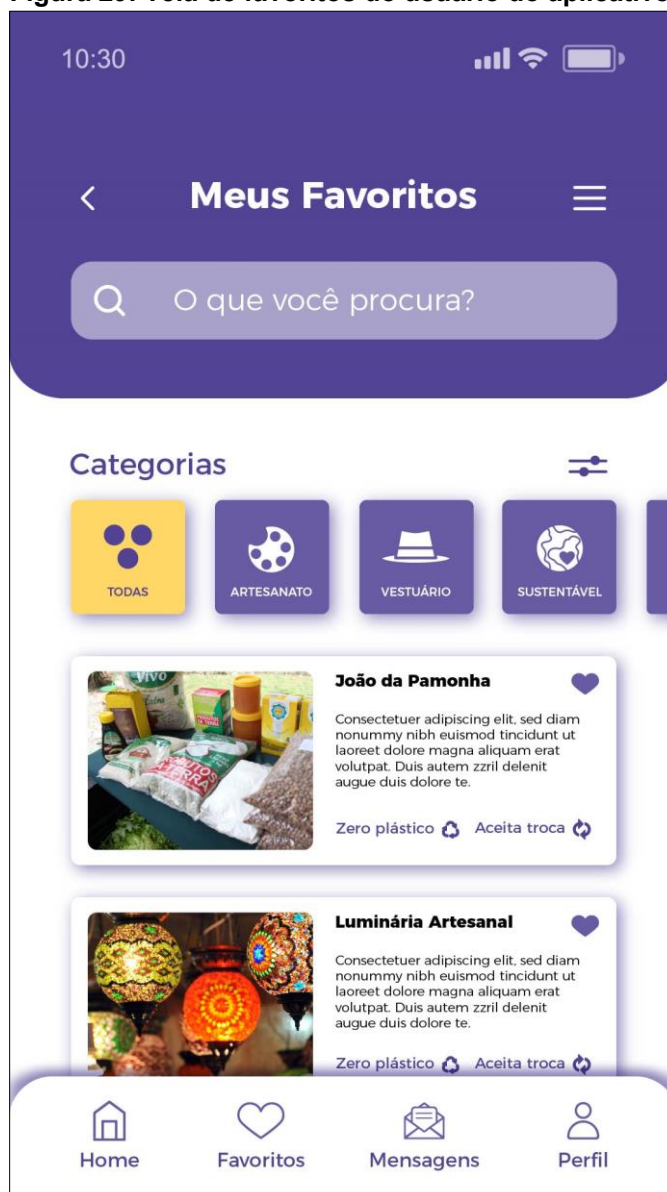 10:30
Meus Favoritos
O que você procura?
Categorias
TODAS
ARTESANATO
VESTUÁRIO
SUSTENTÁVEL
VIVO
PRODUTOS
DA TERRA
João da Pamonha
Consectetuer adipiscing elit, sed diam
nonummy nibh euismod tincidunt ut
laoreet dolore magna aliquam erat
volutpat. Duis autem zzril delenit
augue duis dolore te.
Zero plástico Aceita troca
Luminária Artesanal
Consectetuer adipiscing elit, sed diam
nonummy nibh euismod tincidunt ut
laoreet dolore magna aliquam erat
volutpat. Duis autem zzril delenit
augue duis dolore te.
Zero plástico Aceita troca
Home Favoritos Mensagens Perfil